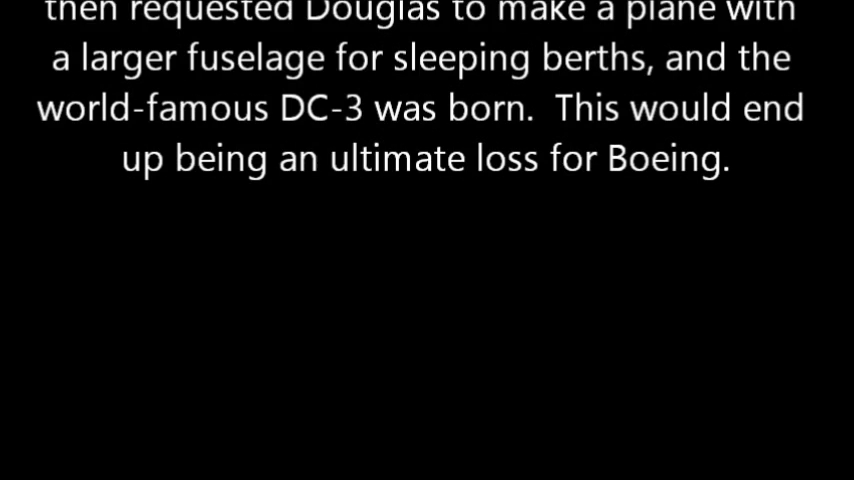 then requested Douglas to make a plane with
a larger fuselage for sleeping berths, and the
world-famous DC-3 was born.  This would end
up being an ultimate loss for Boeing.